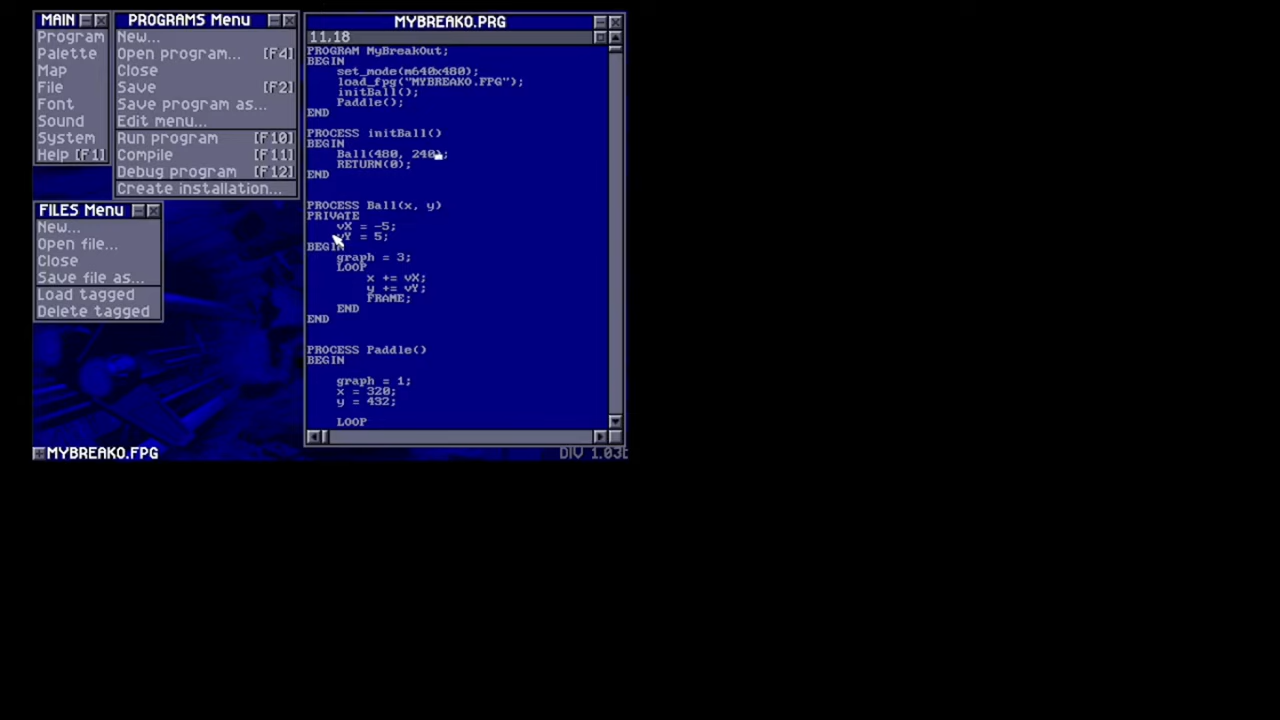 MAIN
Program
Palette
Map
File
Font
Sound
System
Help [F1]
PROGRAMS Menu
New...
Open program... [F4]
Close
Save [F2]
Save program as...
Edit menu...
Run program [F10]
Compile [F11]
Debug program [F12]
Create installation...
FILES Menu
New...
Open file...
Close
Save file as...
Load tagged
Delete tagged
MYBREAKO.PRG
11,18
PROGRAM MyBreakOut;
BEGIN
set_mode(m640x480);
load_fpg("MYBREAKO.FPG");
initBall();
Paddle();
END
PROCESS initBall()
BEGIN
Ball(480, 240);
RETURN(0);
END
PROCESS Ball(x, y)
PRIVATE
vX = -5;
vY = 5;
BEGIN
graph = 3;
LOOP
x += vX;
y += vY;
FRAME;
END
END
PROCESS Paddle()
BEGIN
graph = 1;
x = 320;
y = 432;
LOOP
MYBREAKO.FPG
DIV 1.03t